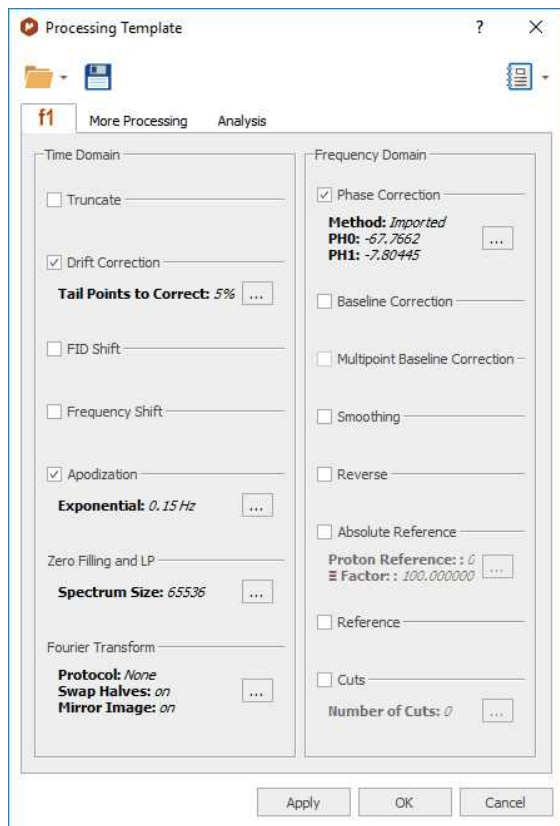 Processing Template
?
f1
More Processing
Analysis
Time Domain
Truncate
Drift Correction
Tail Points to Correct: 5%
...
FID Shift
Frequency Shift
Apodization
Exponential: 0.15 Hz
...
Zero Filling and LP
Spectrum Size: 65536
...
Fourier Transform
Protocol: None
Swap Halves: on
Mirror Image: on
...
Frequency Domain
Phase Correction
Method: Imported
PH0: -67.7662
PH1: -7.80445
...
Baseline Correction
Multipoint Baseline Correction
Smoothing
Reverse
Absolute Reference
Proton Reference: : 0
Ξ Factor: : 100.000000
...
Reference
Cuts
Number of Cuts: 0
...
Apply
OK
Cancel